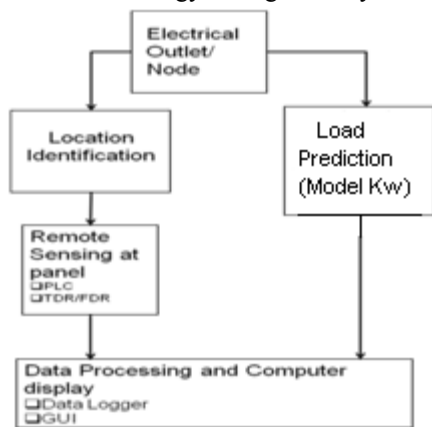 Electrical
Outlet/
Node
Location
Identification
Load
Prediction
(Model Kw)
Remote
Sensing at
panel
❑PLC
❑TDR/FDR
Data Processing and Computer
display
❑Data Logger
❑GUI